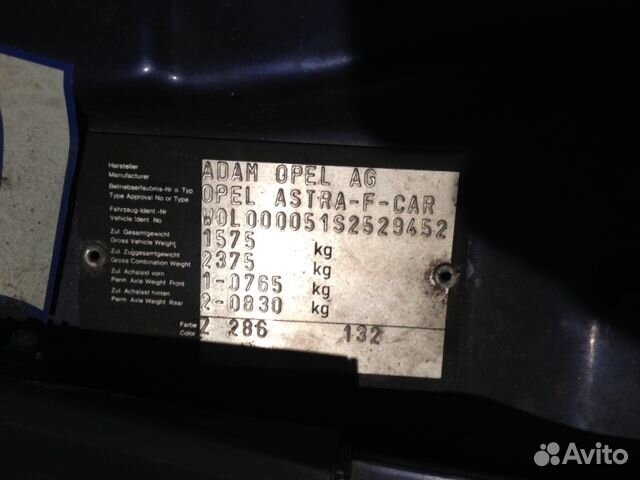 Hersteller
Manufacturer
ADAM OPEL AG
Betriebserlaubnis-Nr o. Typ
Type Approval No or Type
OPEL ASTRA-F-CAR
Fahrzeug-Ident.-Nr
Vehicle Ident. No
W0L000051S2529452
Zul. Gesamtgewicht
Gross Vehicle Weight
1575 kg
Zul. Zuggesamtgewicht
Gross Combination Weight
2375 kg
Zul. Achslast vorn
Perm. Axle Weight Front
1-0765 kg
Zul. Achslast hinten
Perm. Axle Weight Rear
2-0830 kg
Farbe
Color
Z 286 132
Avito